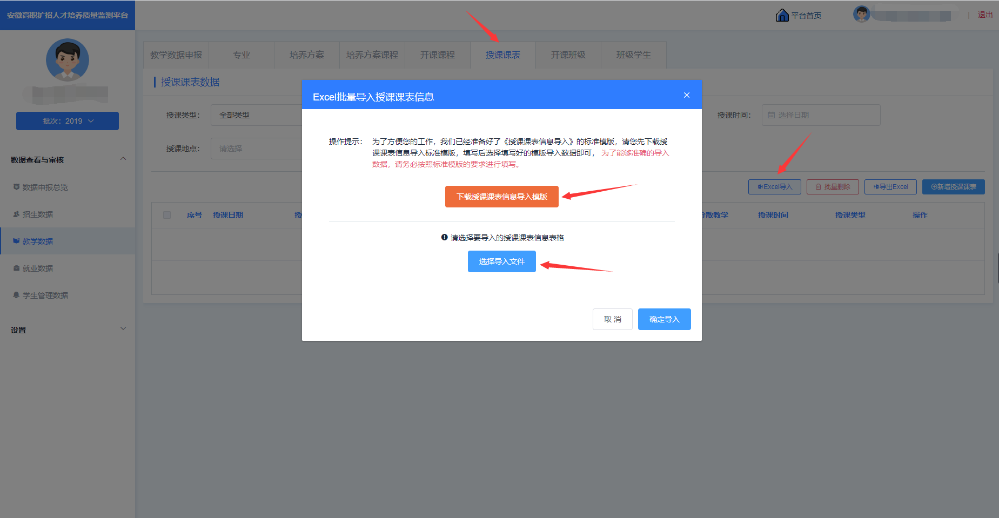 安徽高职扩招人才培养质量监测平台
平台首页
|
退出
批次：2019
数据查看与审核
数据申报总览
招生数据
教学数据
就业数据
学生管理数据
设置
教学数据申报 专业 培养方案 培养方案课程 开课课程 授课课表 开课班级 班级学生
授课课表数据
授课类型： 全部类型
授课时间： 选择日期
授课地点： 请选择
Excel导入 批量删除 导出Excel 新增授课课表
序号 授课日期 授 分散教学 授课时间 授课类型 操作
Excel批量导入授课课表信息
操作提示： 为了方便您的工作，我们已经准备好了《授课课表信息导入》的标准模版，请您先下载授
课课表信息导入标准模版，填写后选择填写好的模版导入数据即可， 为了能够准确的导入
数据，请务必按照标准模版的要求进行填写。
下载授课课表信息导入模版
请选择要导入的授课课表信息表格
选择导入文件
取 消 确定导入